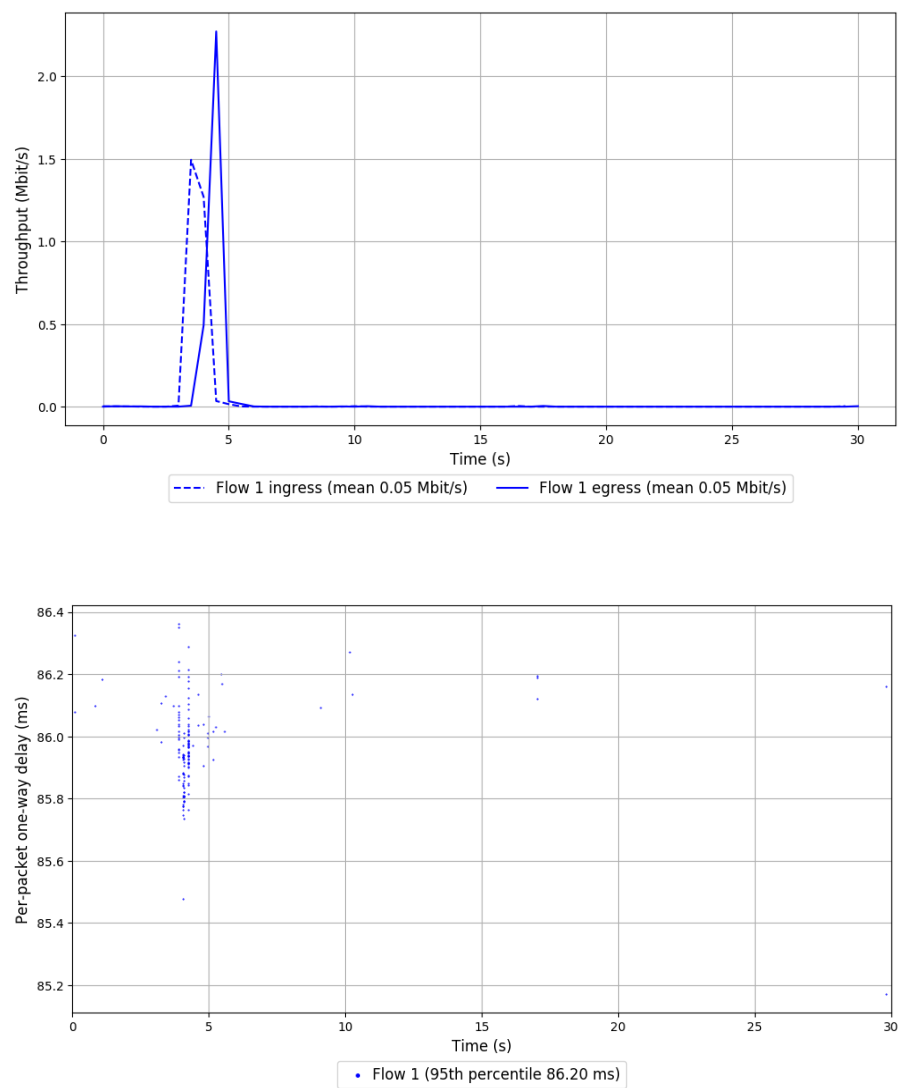 Throughput (Mbit/s)
2.0
1.5
1.0
0.5
0.0
0 5 10 15 20 25 30
Time (s)
Flow 1 ingress (mean 0.05 Mbit/s) Flow 1 egress (mean 0.05 Mbit/s)
Per-packet one-way delay (ms)
86.4
86.2
86.0
85.8
85.6
85.4
85.2
0 5 10 15 20 25 30
Time (s)
Flow 1 (95th percentile 86.20 ms)